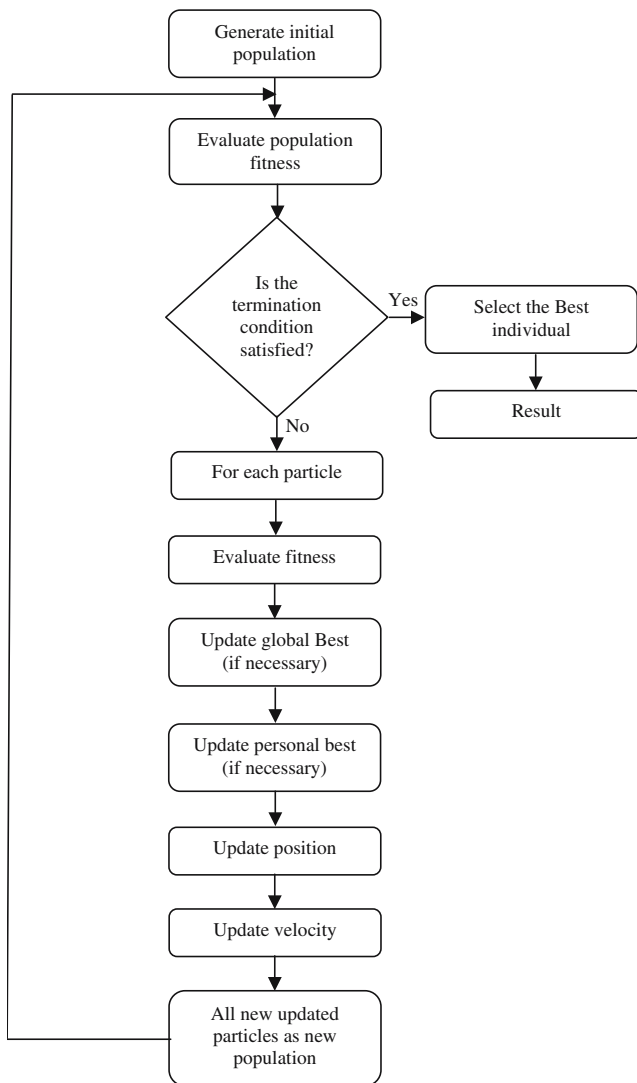 Generate initial
population
Evaluate population
fitness
Is the
termination
condition
satisfied?
Yes
Select the Best
individual
Result
No
For each particle
Evaluate fitness
Update global Best
(if necessary)
Update personal best
(if necessary)
Update position
Update velocity
All new updated
particles as new
population